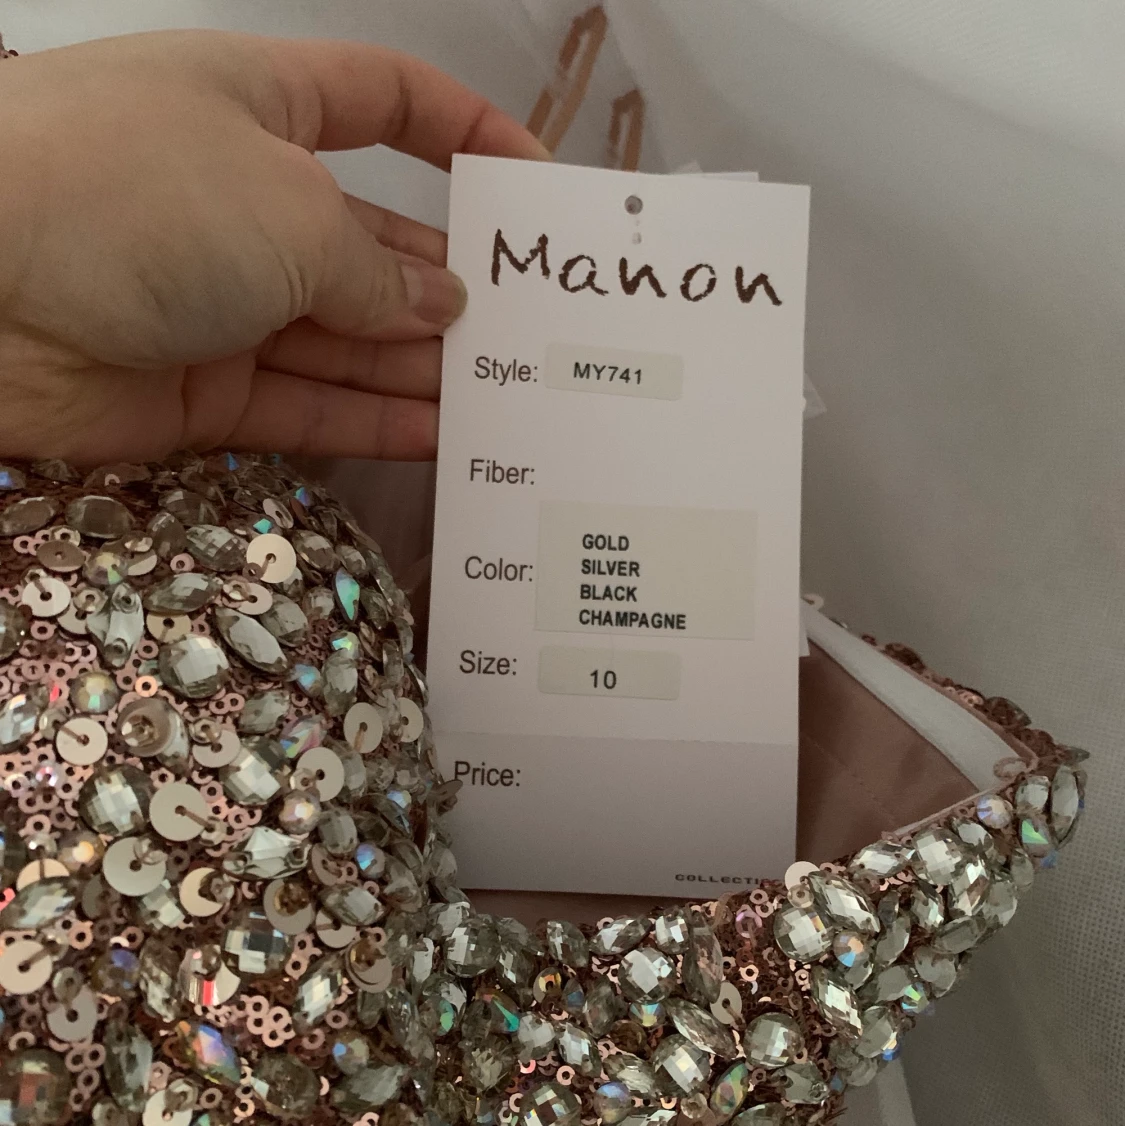 Manon
Style: MY741
Fiber:
GOLD
SILVER
Color:
BLACK
CHAMPAGNE
Size: 10
Price: